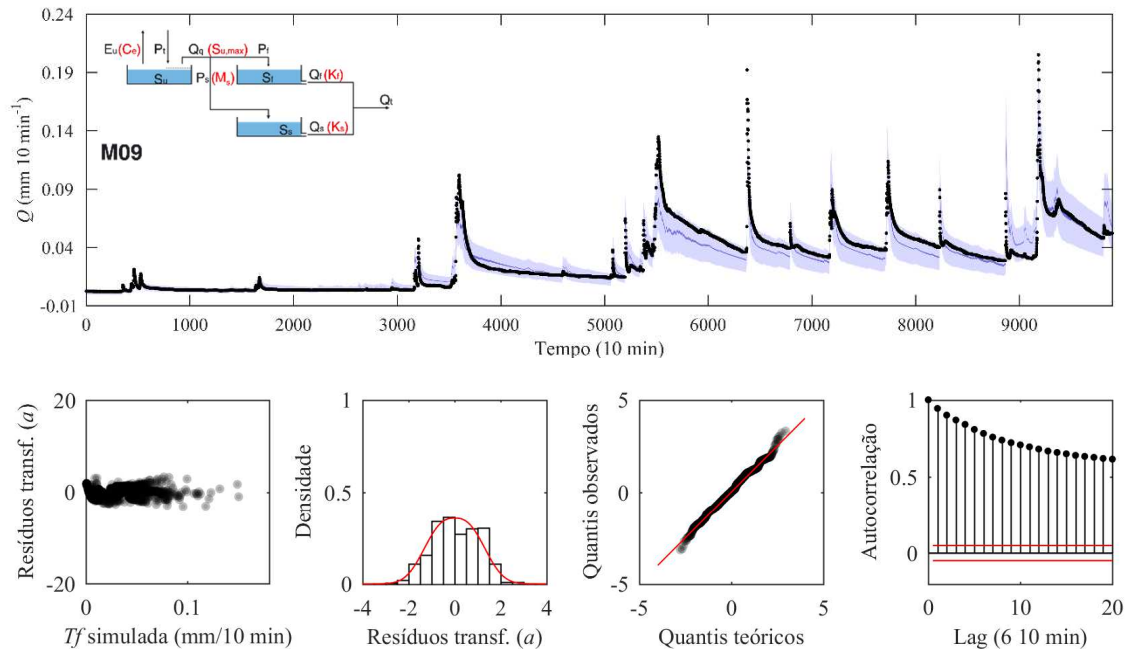 0.24
0.19
0.14
0.09
0.04
-0.01
Q (mm 10 min⁻¹)
Eu(Ce) Pt Qq (Su,max) Pf
Su Ps(Ms) Sf Qf (Kf)
Qt
Ss Qs (Ks)
M09
0 1000 2000 3000 4000 5000 6000 7000 8000 9000
Tempo (10 min)
Resíduos transf. (a)
20
0
-20
0 0.1
Tf simulada (mm/10 min)
Densidade
1
0.5
0
-4 -2 0 2 4
Resíduos transf. (a)
Quantis observados
5
0
-5
-5 0 5
Quantis teóricos
Autocorrelação
1
0.5
0
0 10 20
Lag (6 10 min)